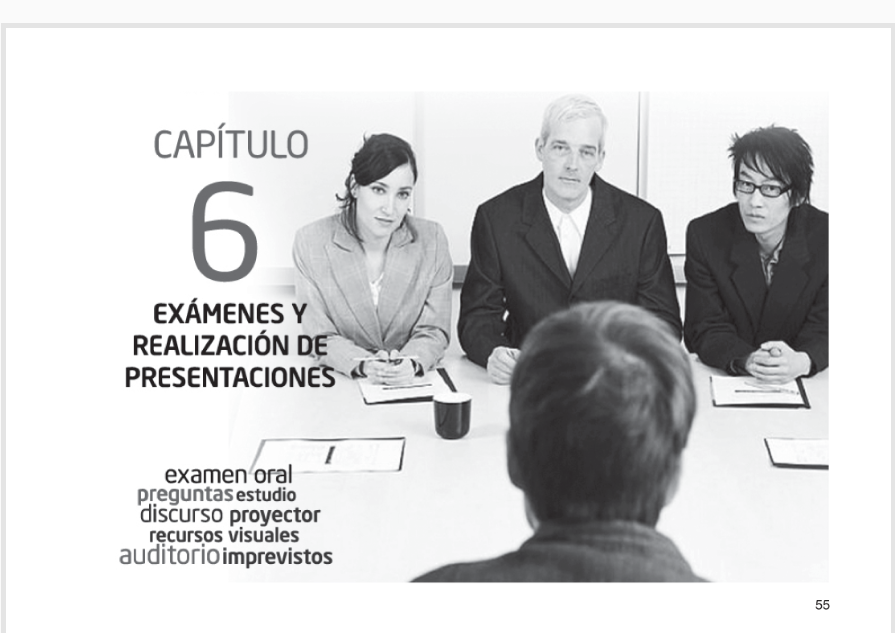 CAPÍTULO
6
EXÁMENES Y
REALIZACIÓN DE
PRESENTACIONES
examen oral
preguntas estudio
discurso proyector
recursos visuales
auditorio imprevistos
55